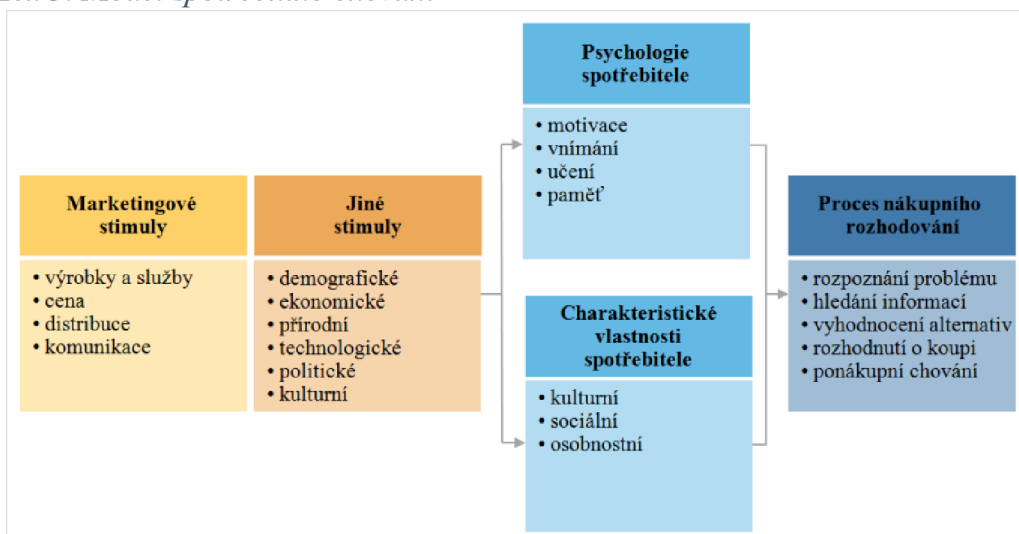 Psychologie
spotřebitele
• motivace
• vnímání
• učení
• paměť
Marketingové
stimuly
• výrobky a služby
• cena
• distribuce
• komunikace
Jiné
stimuly
• demografické
• ekonomické
• přírodní
• technologické
• politické
• kulturní
Charakteristické
vlastnosti
spotřebitele
• kulturní
• sociální
• osobnostní
Proces nákupního
rozhodování
• rozpoznání problému
• hledání informací
• vyhodnocení alternativ
• rozhodnutí o koupi
• ponákupní chování